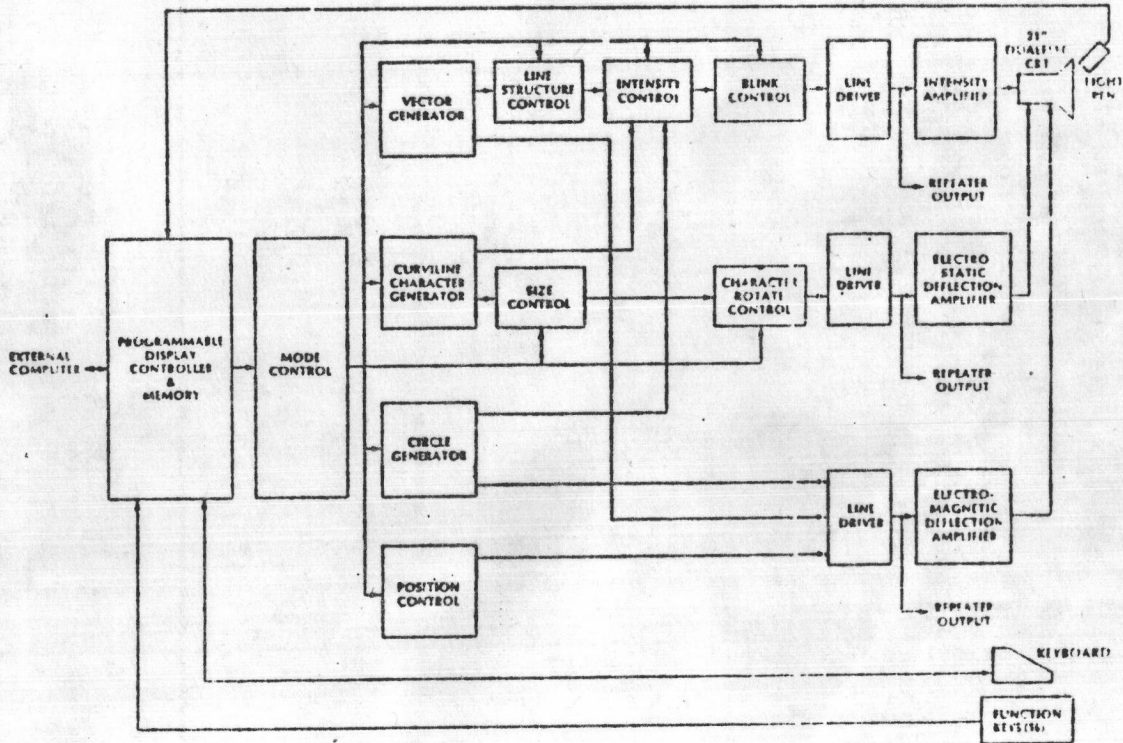 21"
CRT
LIGHT
PEN
VECTOR
GENERATOR
LINE
STRUCTURE
CONTROL
INTENSITY
CONTROL
BLINK
CONTROL
LINE
DRIVER
INTENSITY
AMPLIFIER
REPEATER
OUTPUT
CURVILINE
CHARACTER
GENERATOR
SIZE
CONTROL
CHARACTER
ROTATE
CONTROL
LINE
DRIVER
ELECTRO
STATIC
DEFLECTION
AMPLIFIER
REPEATER
OUTPUT
EXTERNAL
COMPUTER
PROGRAMMABLE
DISPLAY
CONTROLLER
&
MEMORY
MODE
CONTROL
CIRCLE
GENERATOR
LINE
DRIVER
ELECTRO-
MAGNETIC
DEFLECTION
AMPLIFIER
POSITION
CONTROL
REPEATER
OUTPUT
KEYBOARD
FUNCTION
KEYS (16)